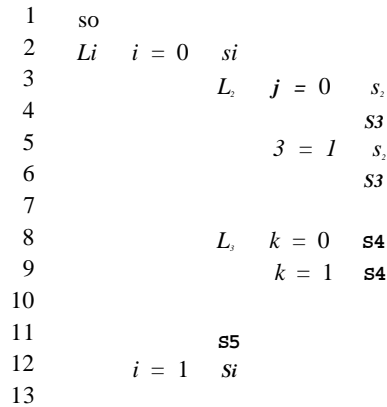 1 so
2 Li i = 0 si
3 L₂ j = 0 s₂
4 S3
5 3 = 1 s₂
6 S3
7
8 L₃ k = 0 S4
9 k = 1 S4
10
11 S5
12 i = 1 Si
13